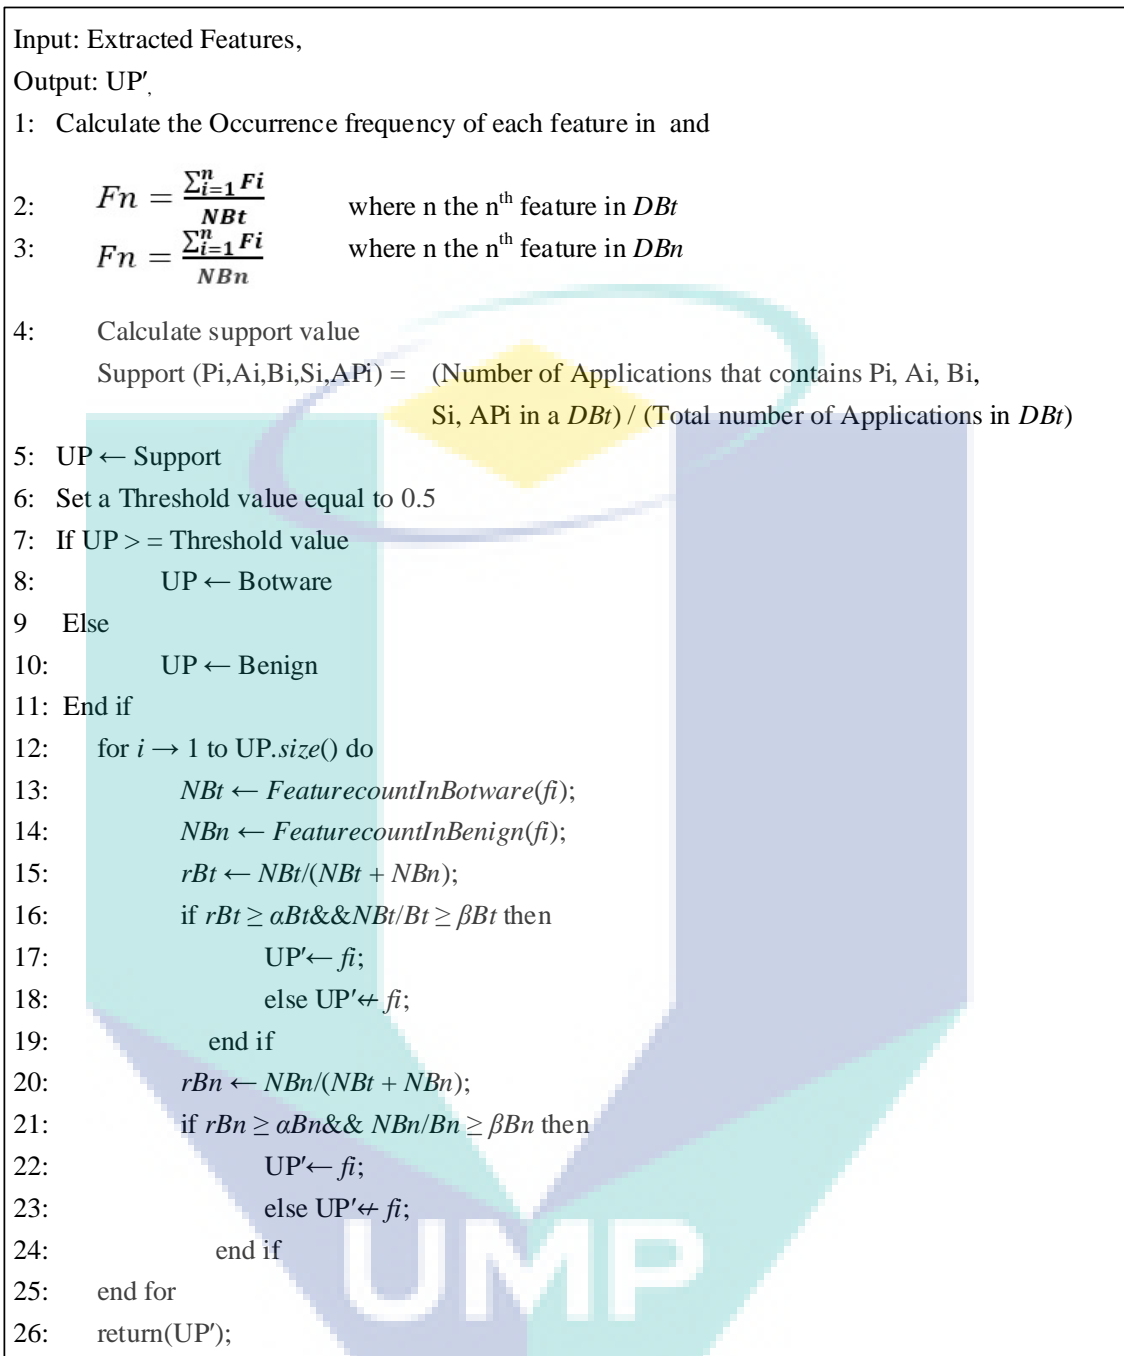 Input: Extracted Features,
Output: UP′,
1: Calculate the Occurrence frequency of each feature in and
2: Fn = \frac{\sum_{i=1}^{n} Fi}{NBt} where n the nᵗʰ feature in DBt
3: Fn = \frac{\sum_{i=1}^{n} Fi}{NBn} where n the nᵗʰ feature in DBn
4: Calculate support value
Support (Pi,Ai,Bi,Si,APi) = (Number of Applications that contains Pi, Ai, Bi,
Si, APi in a DBt) / (Total number of Applications in DBt)
5: UP ← Support
6: Set a Threshold value equal to 0.5
7: If UP > = Threshold value
8: UP ← Botware
9 Else
10: UP ← Benign
11: End if
12: for i → 1 to UP.size() do
13: NBt ← FeaturecountInBotware(fi);
14: NBn ← FeaturecountInBenign(fi);
15: rBt ← NBt/(NBt + NBn);
16: if rBt ≥ αBt&&NBt/Bt ≥ βBt then
17: UP′← fi;
18: else UP′↚ fi;
19: end if
20: rBn ← NBn/(NBt + NBn);
21: if rBn ≥ αBn&& NBn/Bn ≥ βBn then
22: UP′← fi;
23: else UP′↚ fi;
24: end if
25: end for
26: return(UP′);
UMP